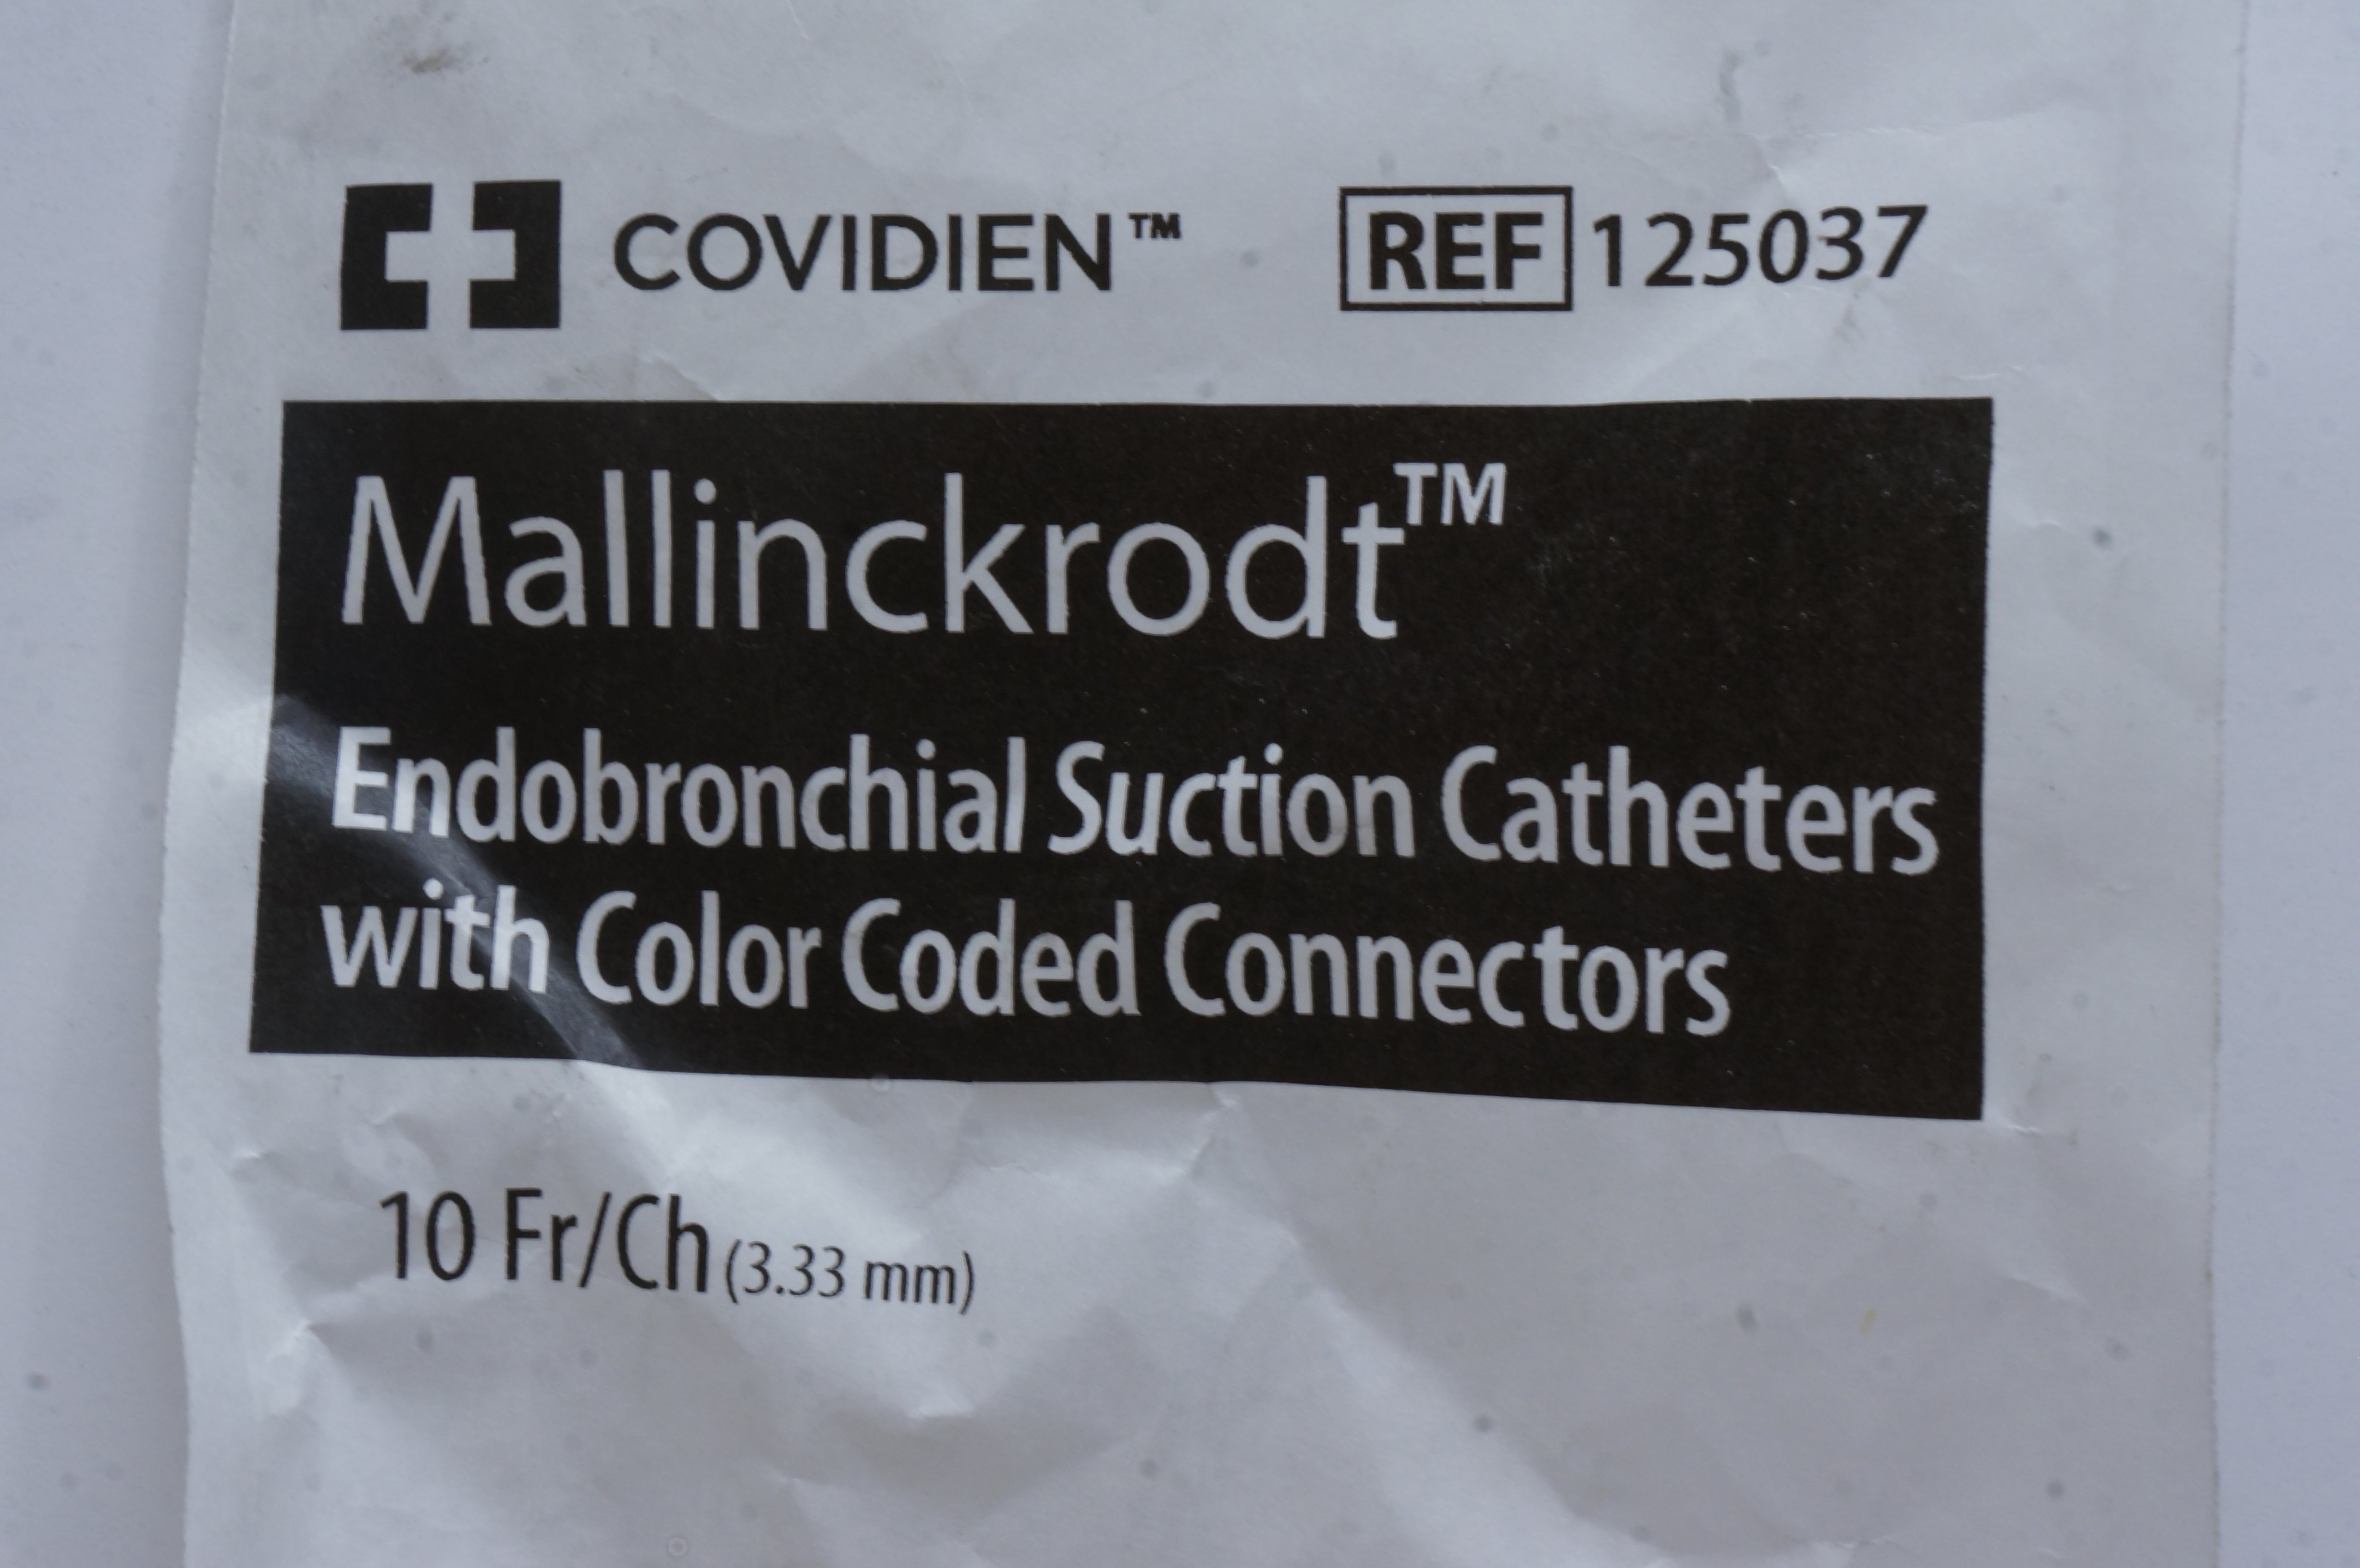 COVIDIEN™ REF 125037
Mallinckrodt™
Endobronchial Suction Catheters
with Color Coded Connectors
10 Fr/Ch (3.33 mm)